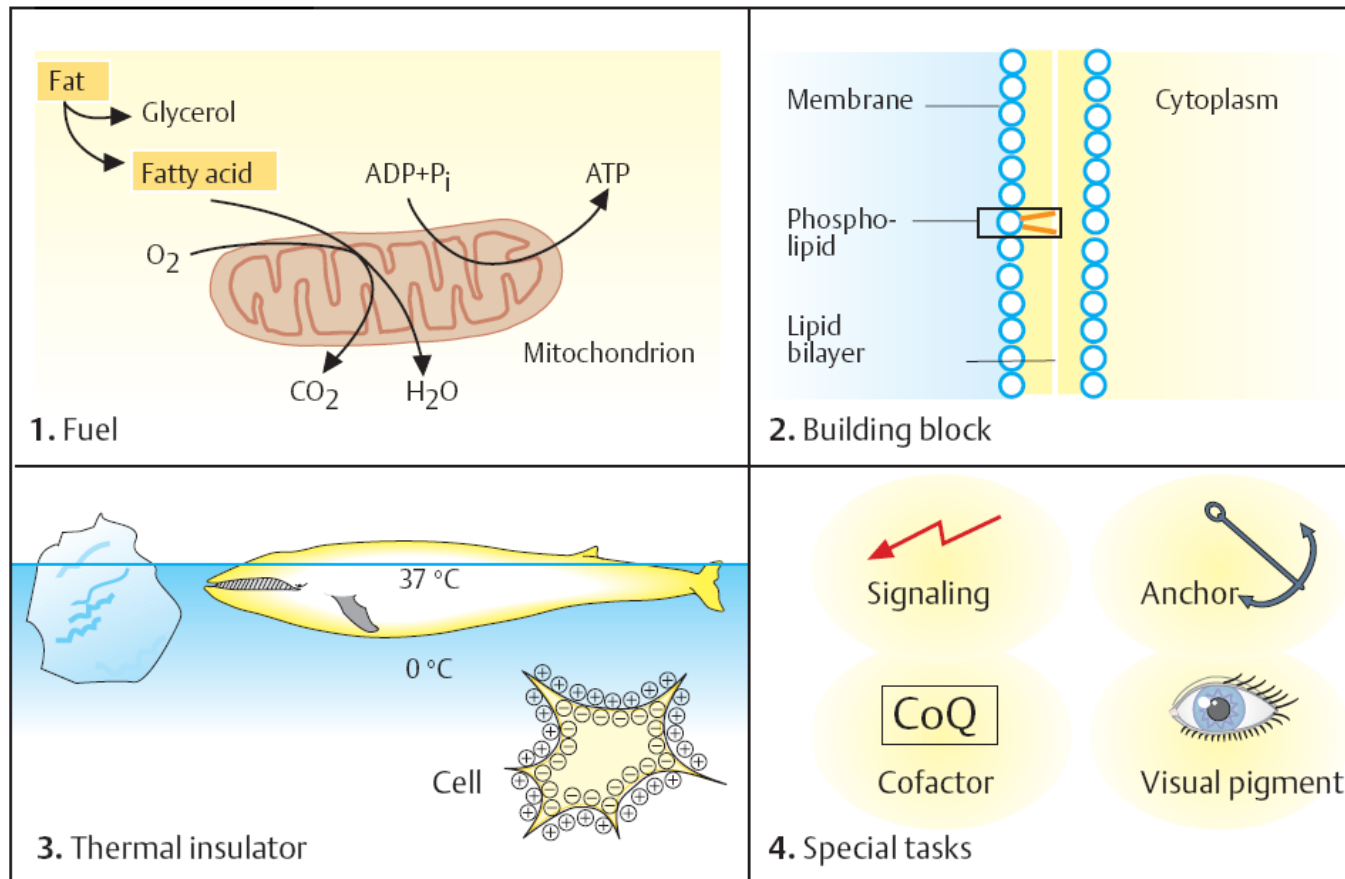 Fat
Glycerol
Fatty acid
ADP+Pi
ATP
O2
Mitochondrion
CO2
H2O
1. Fuel
Membrane
Cytoplasm
Phospho-
lipid
Lipid
bilayer
2. Building block
37 °C
0 °C
Cell
3. Thermal insulator
Signaling
Anchor
CoQ
Cofactor
Visual pigment
4. Special tasks